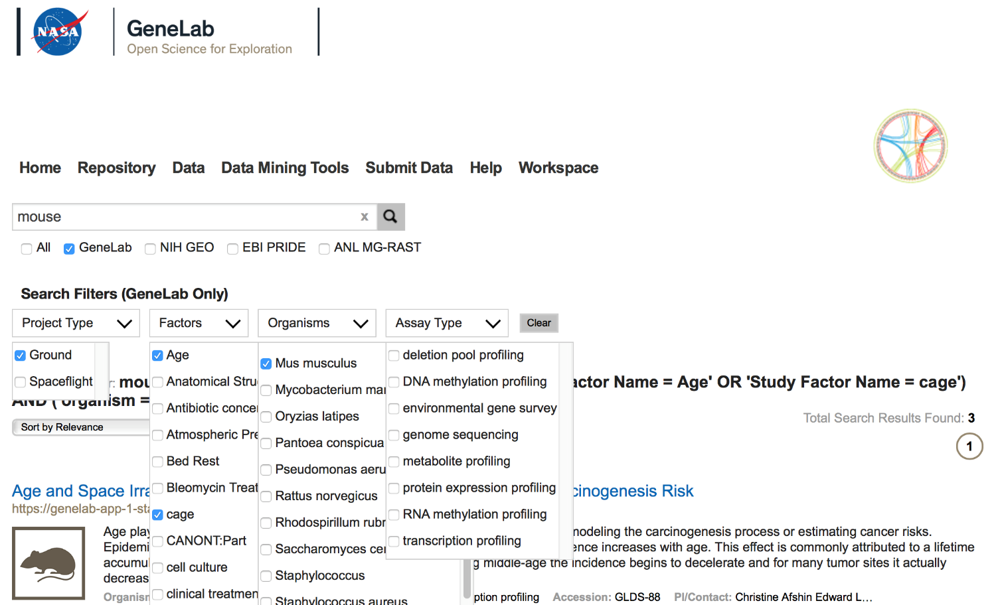 NASA
GeneLab
Open Science for Exploration
Home Repository Data Data Mining Tools Submit Data Help Workspace
mouse x
All GeneLab NIH GEO EBI PRIDE ANL MG-RAST
Search Filters (GeneLab Only)
Project Type Factors Organisms Assay Type Clear
Ground
Spaceflight
Age
Anatomical Stru
Antibiotic concer
Atmospheric Pre
Bed Rest
Bleomycin Treat
cage
CANONT:Part
cell culture
clinical treatmen
Mus musculus
Mycobacterium mar
Oryzias latipes
Pantoea conspicua
Pseudomonas aeru
Rattus norvegicus
Rhodospirillum rubr
Saccharomyces cer
Staphylococcus
Staphylococcus aureus
deletion pool profiling
DNA methylation profiling
environmental gene survey
genome sequencing
metabolite profiling
protein expression profiling
RNA methylation profiling
transcription profiling
r: mou actor Name = Age' OR 'Study Factor Name = cage')
AND ( 'organism =
Sort by Relevance
Total Search Results Found: 3
1
Age and Space Irra cinogenesis Risk
https://genelab-app-1-sta
Age play nodeling the carcinogenesis process or estimating cancer risks.
Epidemi ence increases with age. This effect is commonly attributed to a lifetime
accumul g middle-age the incidence begins to decelerate and for many tumor sites it actually
decreas
Organism ption profiling Accession: GLDS-88 PI/Contact: Christine Afshin Edward L...